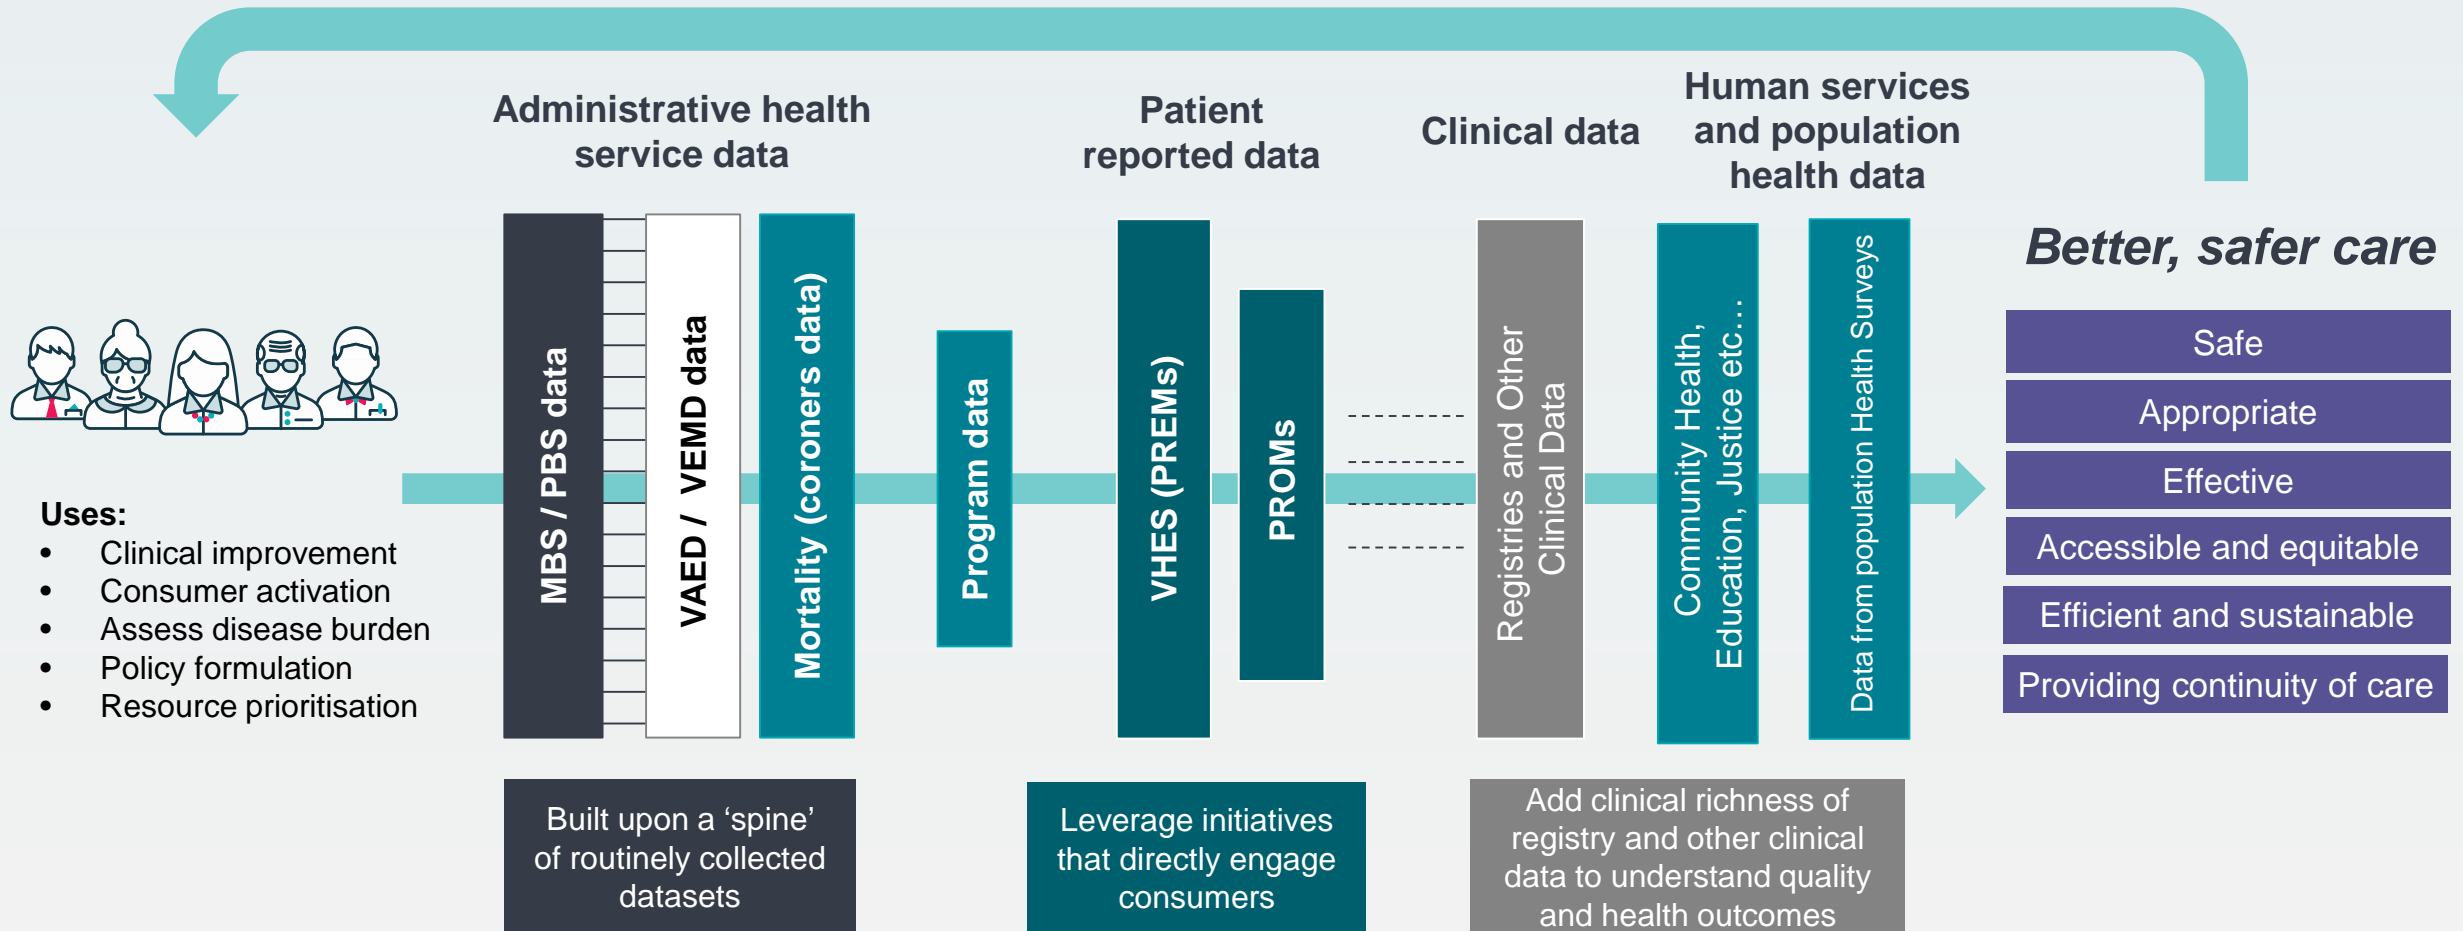 Administrative health
service data
Patient
reported data
Clinical data
Human services
and population
health data
Uses:
• Clinical improvement
• Consumer activation
• Assess disease burden
• Policy formulation
• Resource prioritisation
MBS / PBS data
VAED / VEMD data
Mortality (coroners data)
Program data
VHES (PREMs)
PROMs
Registries and Other
Clinical Data
Community Health,
Education, Justice etc…
Data from population Health Surveys
Better, safer care
Safe
Appropriate
Effective
Accessible and equitable
Efficient and sustainable
Providing continuity of care
Built upon a ‘spine’
of routinely collected
datasets
Leverage initiatives
that directly engage
consumers
Add clinical richness of
registry and other clinical
data to understand quality
and health outcomes